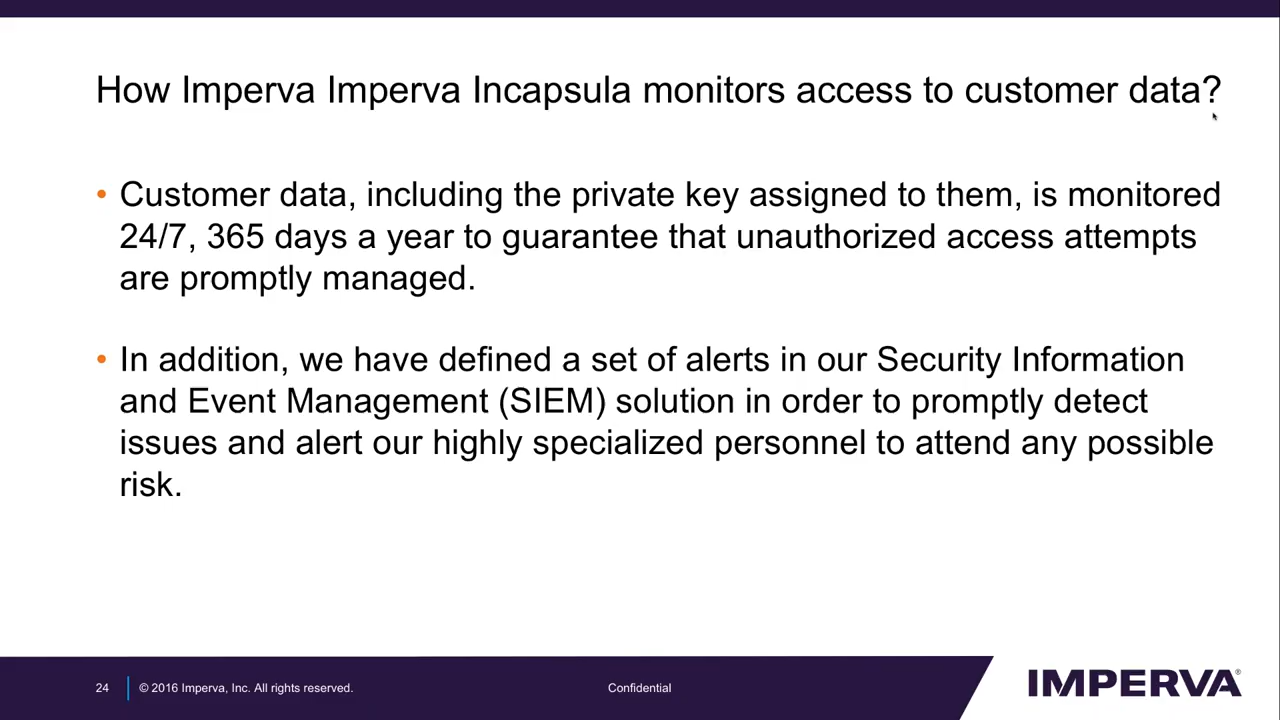 How Imperva Imperva Incapsula monitors access to customer data?
• Customer data, including the private key assigned to them, is monitored
24/7, 365 days a year to guarantee that unauthorized access attempts
are promptly managed.
• In addition, we have defined a set of alerts in our Security Information
and Event Management (SIEM) solution in order to promptly detect
issues and alert our highly specialized personnel to attend any possible
risk.
24 © 2016 Imperva, Inc. All rights reserved. Confidential
IMPERVA®